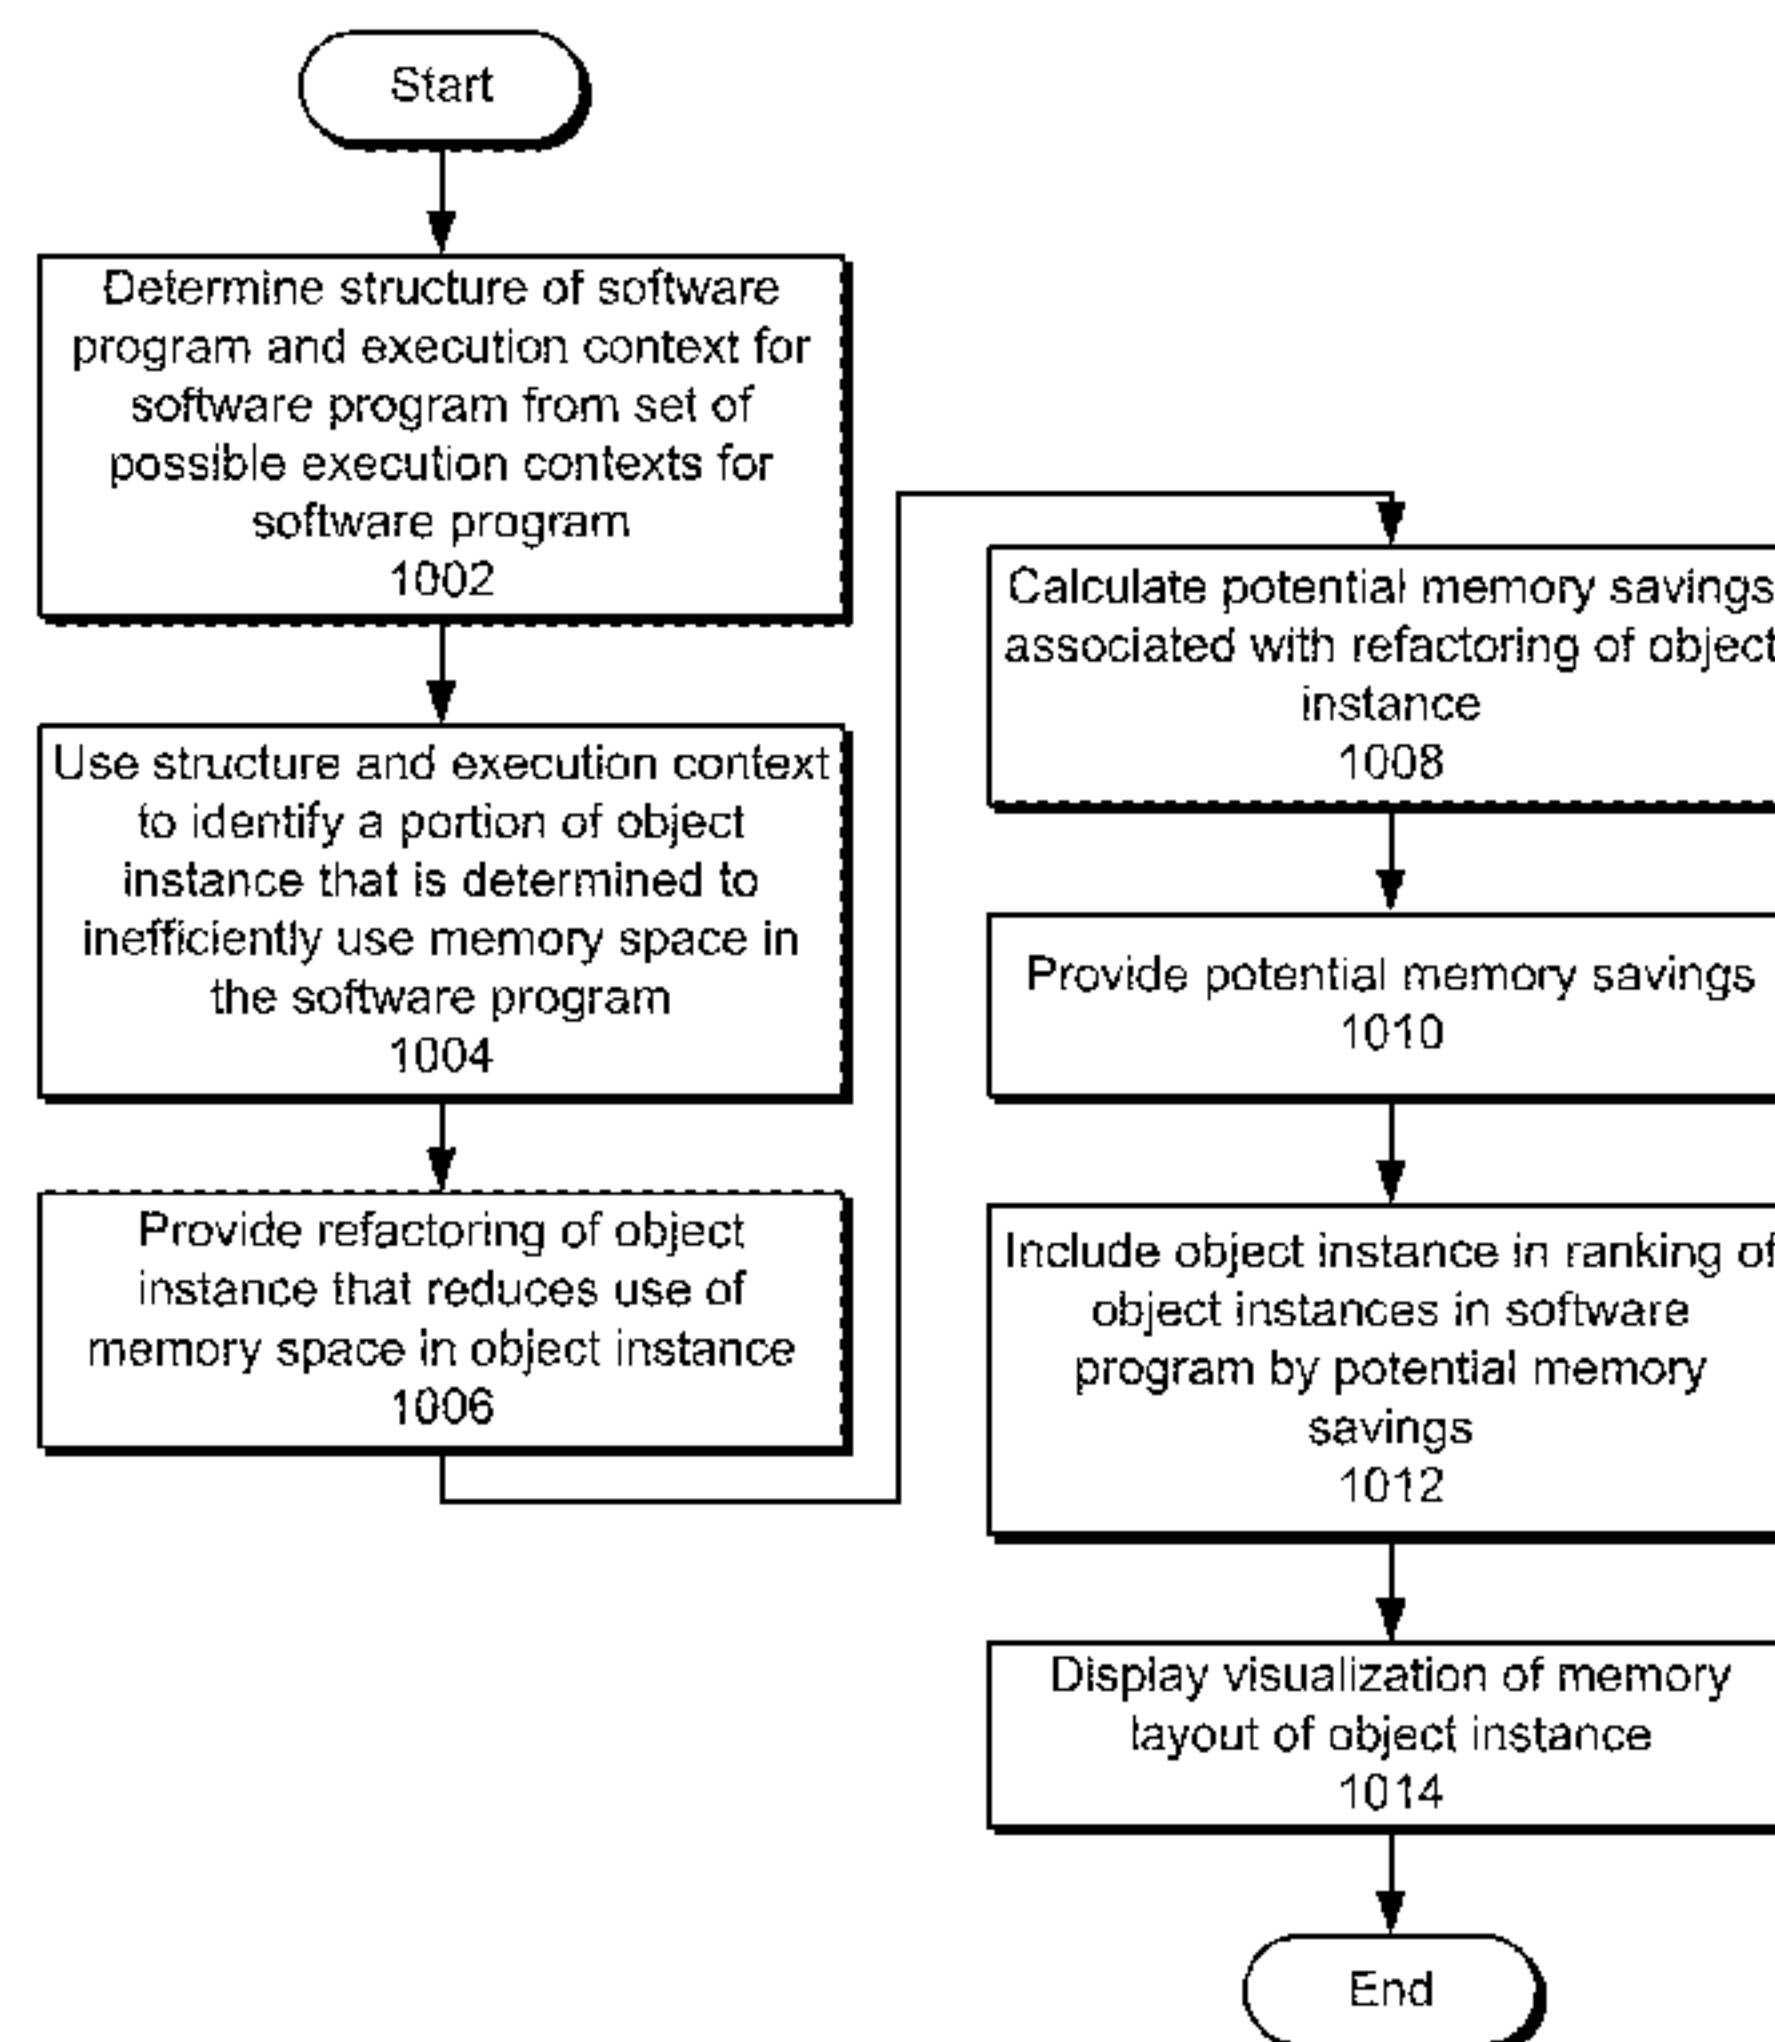 Start
Determine structure of software
program and execution context for
software program from set of
possible execution contexts for
software program
1002
Use structure and execution context
to identify a portion of object
instance that is determined to
inefficiently use memory space in
the software program
1004
Provide refactoring of object
instance that reduces use of
memory space in object instance
1006
Calculate potential memory savings
associated with refactoring of object
instance
1008
Provide potential memory savings
1010
Include object instance in ranking of
object instances in software
program by potential memory
savings
1012
Display visualization of memory
layout of object instance
1014
End